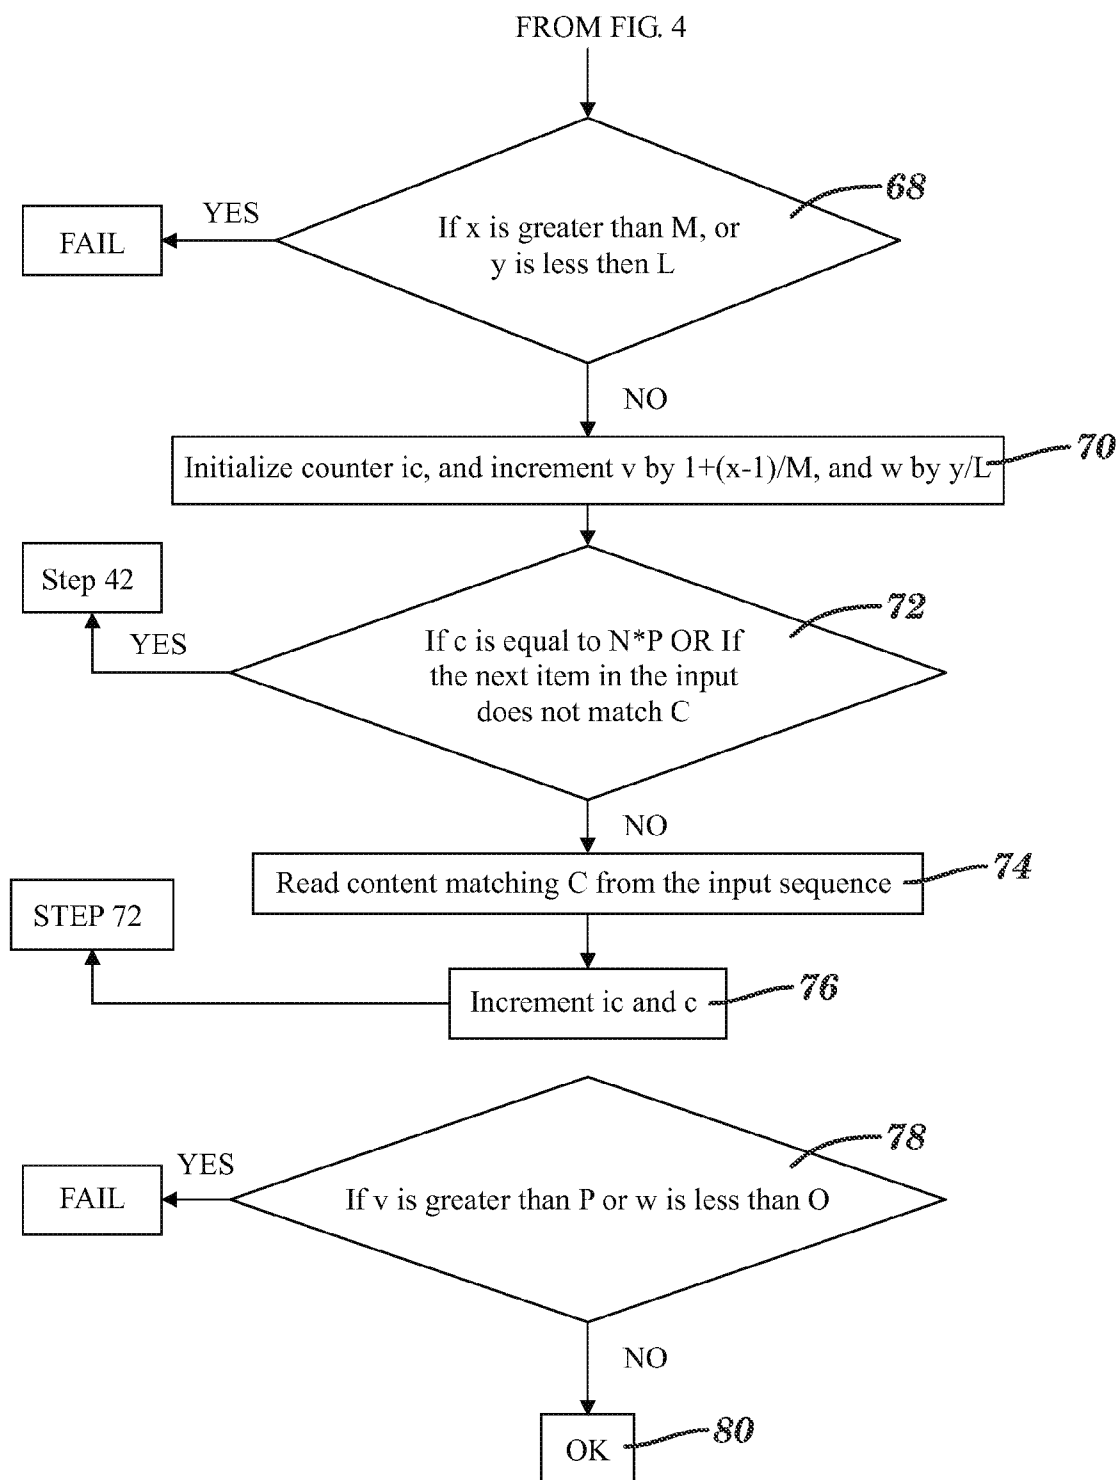 FROM FIG. 4
68
YES
FAIL
If x is greater than M, or
y is less then L
NO
70
Initialize counter ic, and increment v by 1+(x-1)/M, and w by y/L
Step 42
72
YES
If c is equal to N*P OR If
the next item in the input
does not match C
NO
74
Read content matching C from the input sequence
STEP 72
76
Increment ic and c
78
YES
FAIL
If v is greater than P or w is less than O
NO
80
OK